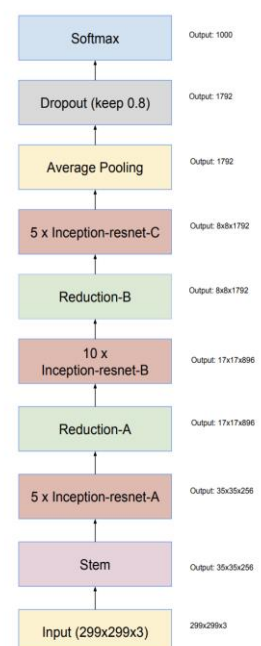 Softmax
Output: 1000
Dropout (keep 0.8)
Output: 1792
Average Pooling
Output: 1792
5 x Inception-resnet-C
Output: 8x8x1792
Reduction-B
Output: 8x8x1792
10 x
Inception-resnet-B
Output: 17x17x896
Reduction-A
Output: 17x17x896
5 x Inception-resnet-A
Output: 35x35x256
Stem
Output: 35x35x256
Input (299x299x3)
299x299x3